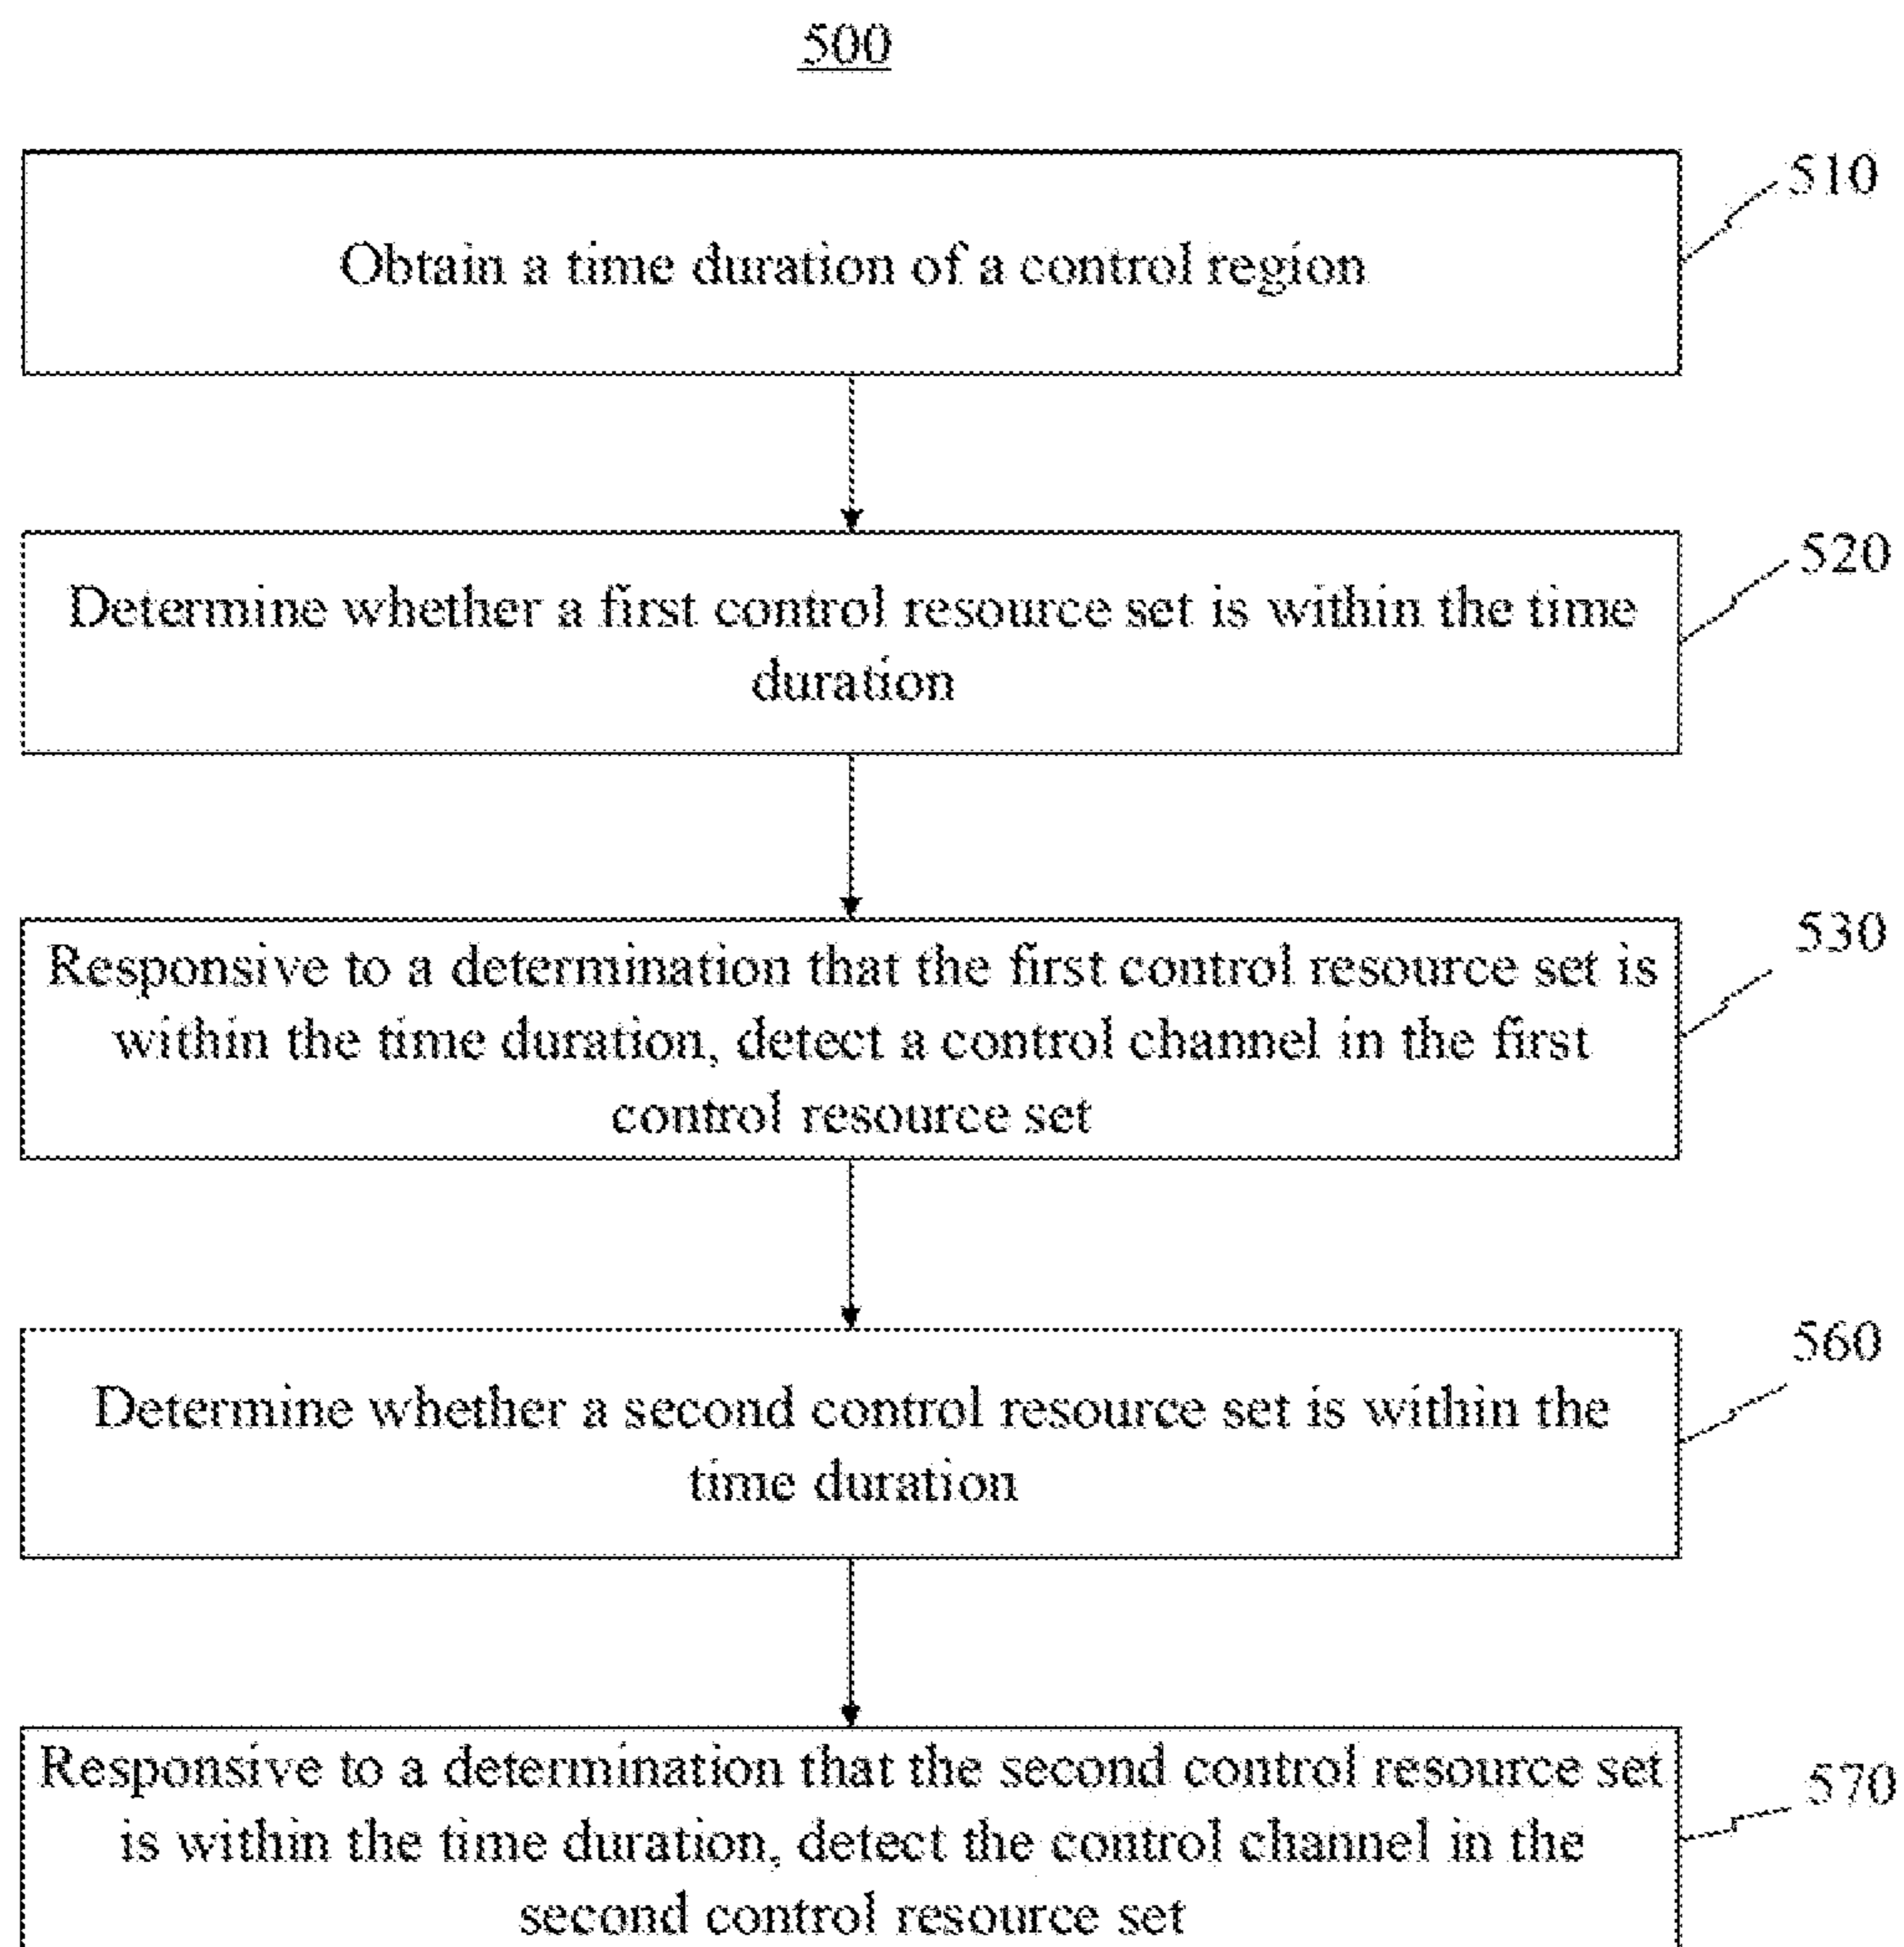 500
510
Obtain a time duration of a control region
520
Determine whether a first control resource set is within the time
duration
530
Responsive to a determination that the first control resource set is
within the time duration, detect a control channel in the first
control resource set
560
Determine whether a second control resource set is within the
time duration
570
Responsive to a determination that the second control resource set
is within the time duration, detect the control channel in the
second control resource set